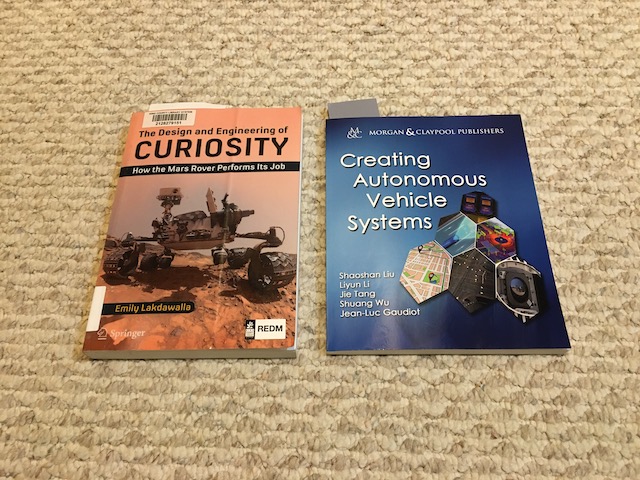 The Design and Engineering of
CURIOSITY
How the Mars Rover Performs Its Job
Emily Lakdawalla
Springer
REDM
M&C
MORGAN & CLAYPOOL PUBLISHERS
Creating
Autonomous
Vehicle
Systems
Shaoshan Liu
Liyun Li
Jie Tang
Shuang Wu
Jean-Luc Gaudiot